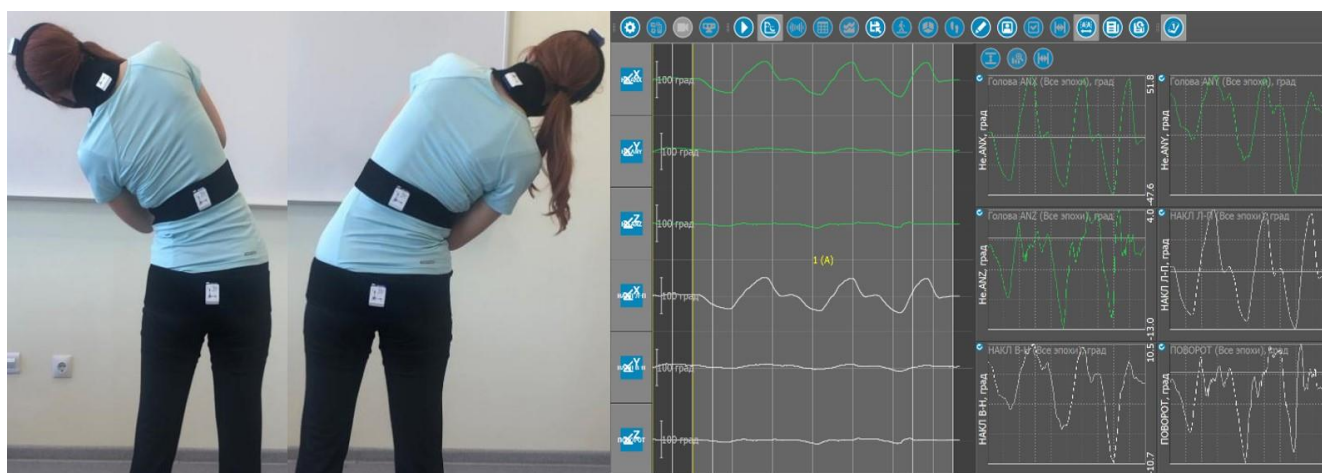 X
100 град
Y
100 град
Z
100 град
1 (A)
X
100 град
Y
100 град
Z
100 град
ПОВОРОТ
Голова ANX (Все эпохи), град
He.ANX, град
51.8
-47.6
Голова ANY (Все эпохи), град
He.ANY, град
Голова ANZ (Все эпохи), град
He.ANZ, град
4.0
-13.0
НАКЛ Л-П (Все эпохи), град
НАКЛ Л-П, град
НАКЛ В-Н (Все эпохи), град
НАКЛ В-Н, град
10.5
-10.7
ПОВОРОТ (Все эпохи), град
ПОВОРОТ, град